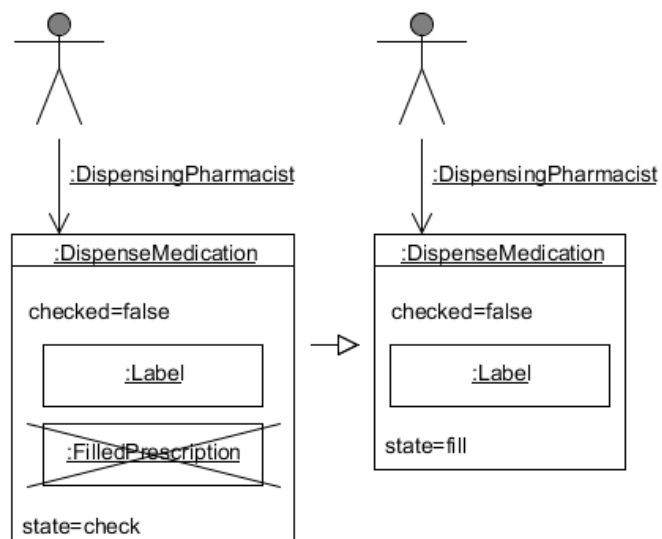 :DispensingPharmacist
:DispenseMedication
checked=false
:Label
:FilledPrescription
state=check
:DispensingPharmacist
:DispenseMedication
checked=false
:Label
state=fill